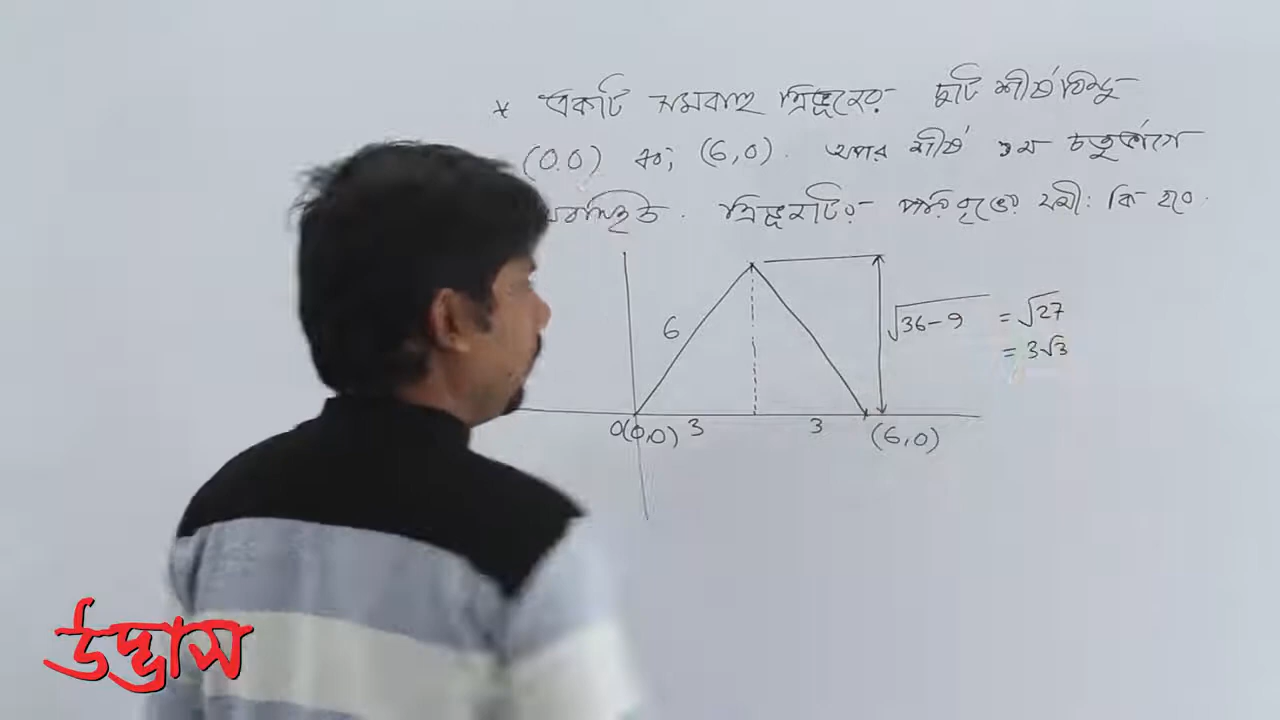 * একটি সমবাহু ত্রিভুজের দুটি শীর্ষবিন্দু
(0.0) এবং (6,0). অপর শীর্ষ ১ম চতুর্ভাগে
অবস্থিত. ত্রিভুজটির পরিবৃত্তের সমী: কি হবে.
6
√36-9 = √27
= 3√3
0(0,0) 3 3 (6,0)
উদ্ভাস